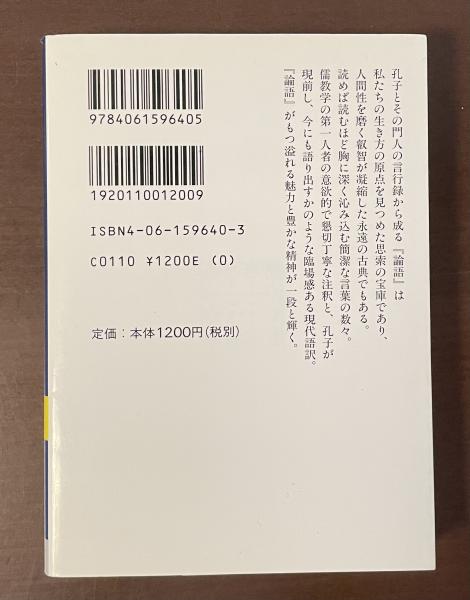 9784061596405
1920110012009
ISBN4-06-159640-3
C0110 ¥1200E (0)
定価:本体1200円(税別)
孔子とその門人の言行録から成る『論語』は
私たちの生き方の原点を見つめた思索の宝庫であり、
人間性を磨く叡智が凝縮した永遠の古典でもある。
読めば読むほど胸に深く沁み込む簡潔な言葉の数々。
儒教学の第一人者の意欲的で懇切丁寧な注釈と、孔子が
現前し、今にも語り出すかのような臨場感ある現代語訳。
『論語』がもつ溢れる魅力と豊かな精神が一段と輝く。